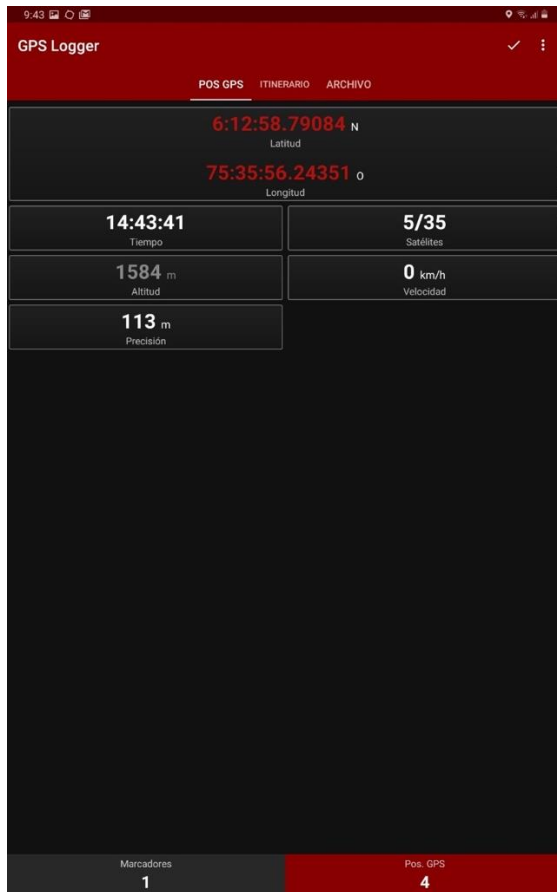 9:43
GPS Logger
POS GPS ITINERARIO ARCHIVO
6:12:58.79084 N
Latitud
75:35:56.24351 O
Longitud
14:43:41
Tiempo
5/35
Satélites
1584 m
Altitud
0 km/h
Velocidad
113 m
Precisión
Marcadores
1
Pos. GPS
4